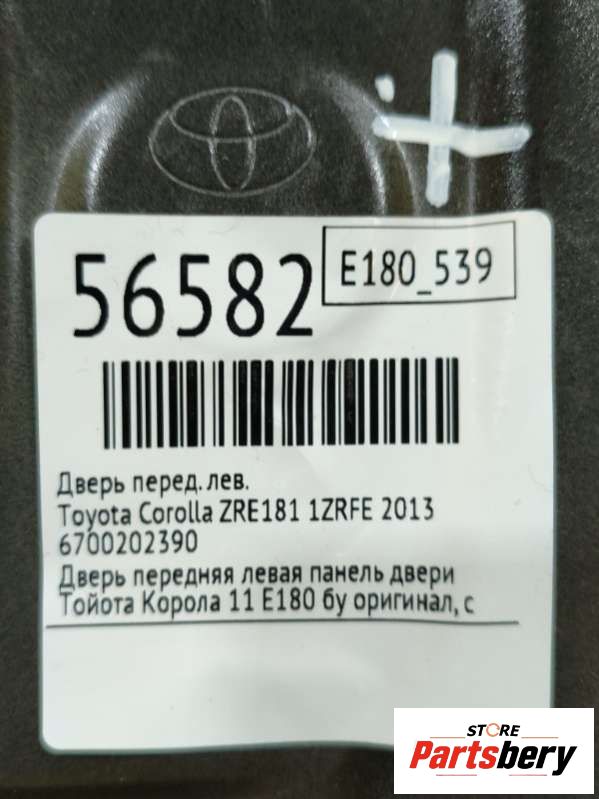 56582
E180_539
Дверь перед. лев.
Toyota Corolla ZRE181 1ZRFE 2013
6700202390
Дверь передняя левая панель двери
Тойота Корола 11 Е180 бу оригинал, с
STORE
Partsbery